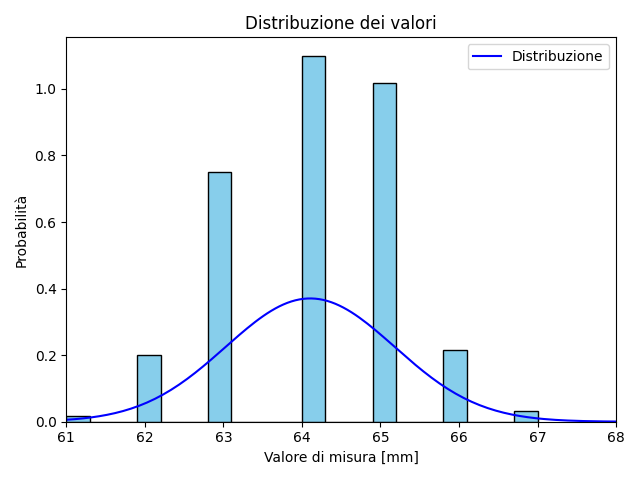 Distribuzione dei valori
Distribuzione
Probabilità
1.0
0.8
0.6
0.4
0.2
0.0
61 62 63 64 65 66 67 68
Valore di misura [mm]